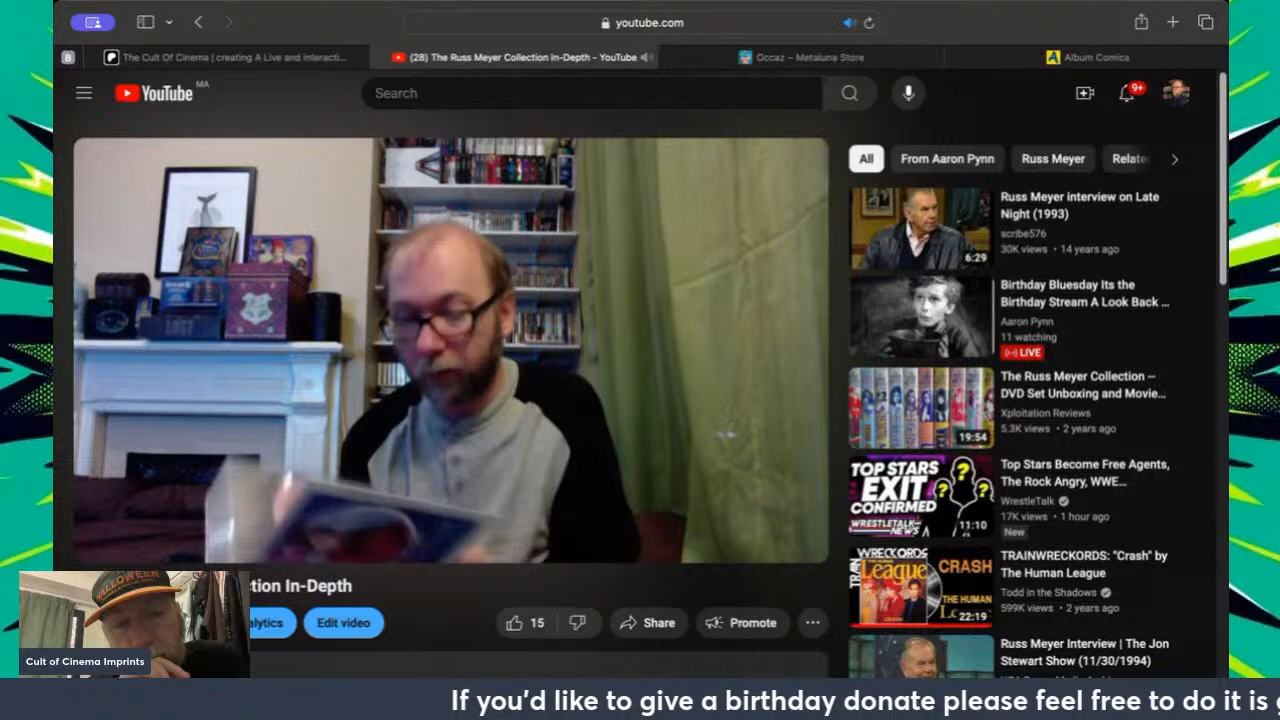 youtube.com
B
The Cult Of Cinema | creating A Live and interacti...
(28) The Russ Meyer Collection In-Depth - YouTube
Occaz – Metaluna Store
A
Album Comics
YouTube
MA
Search
9+
All
From Aaron Pynn
Russ Meyer
Relate
Russ Meyer interview on Late
Night (1993)
scribe576
30K views • 14 years ago
6:29
Birthday Bluesday Its the
Birthday Stream A Look Back ...
Aaron Pynn
11 watching
LIVE
The Russ Meyer Collection –
DVD Set Unboxing and Movie...
Xploitation Reviews
5.3K views • 2 years ago
19:54
TOP STARS
EXIT
CONFIRMED
WRESTLETALK
NEWS
11:10
Top Stars Become Free Agents,
The Rock Angry, WWE...
WrestleTalk
17K views • 1 hour ago
New
TRAINWRECKORDS: "Crash" by
The Human League
Todd in the Shadows
599K views • 2 years ago
League
CRASH
THE HUMAN
22:19
Russ Meyer Interview | The Jon
Stewart Show (11/30/1994)
LOST
tion In-Depth
alytics
Edit video
15
Share
Promote
HALLOWEEN
Cult of Cinema Imprints
If you'd like to give a birthday donate please feel free to do it is